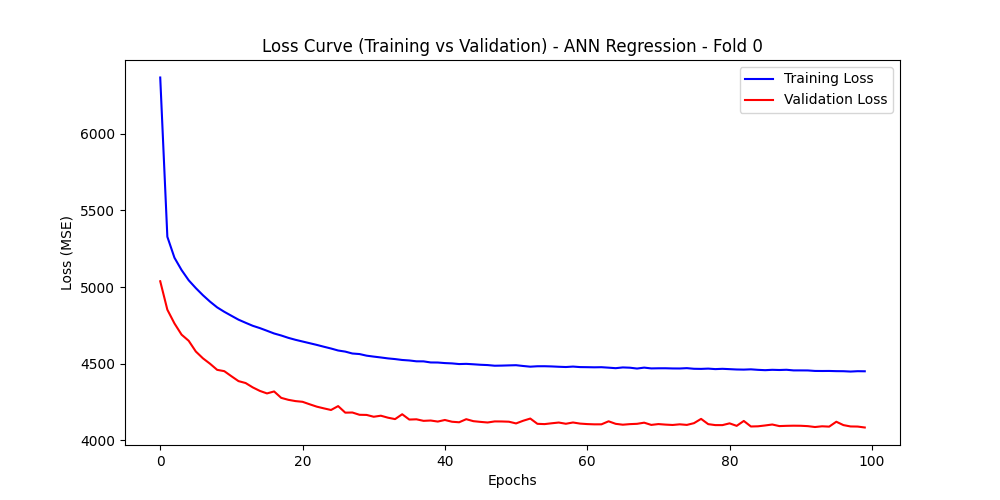 Loss Curve (Training vs Validation) - ANN Regression - Fold 0
Training Loss
Validation Loss
6000
5500
5000
4500
4000
Loss (MSE)
0 20 40 60 80 100
Epochs